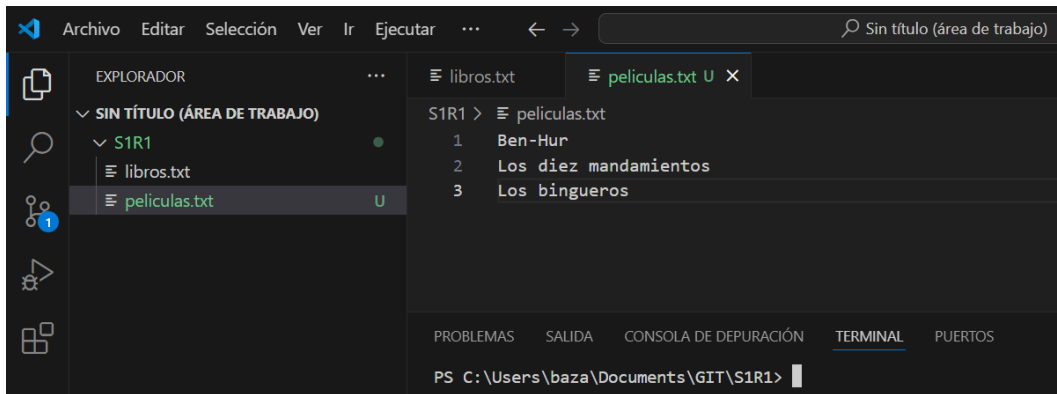 Archivo Editar Selección Ver Ir Ejecutar ··· Sin título (área de trabajo)
EXPLORADOR ···
SIN TÍTULO (ÁREA DE TRABAJO)
S1R1
libros.txt
peliculas.txt U
1
libros.txt peliculas.txt U
S1R1 > peliculas.txt
1 Ben-Hur
2 Los diez mandamientos
3 Los bingueros
PROBLEMAS SALIDA CONSOLA DE DEPURACIÓN TERMINAL PUERTOS
PS C:\Users\baza\Documents\GIT\S1R1>